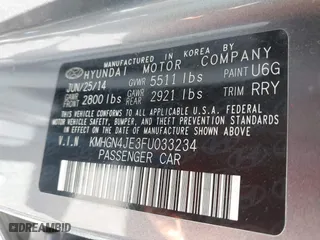 MANUFACTURED IN KOREA BY
HYUNDAI MOTOR COMPANY
JUN/25/14 GVWR 5511 lbs PAINT U6G
GAWR FRONT 2800 lbs GAWR REAR 2921 lbs TRIM RRY
THIS VEHICLE CONFORMS TO ALL APPLICABLE
U.S. FEDERAL MOTOR VEHICLE SAFETY, BUMPER,
AND THEFT PREVENTION STANDARDS IN EFFECT ON
THE DATE OF MANUFACTURE SHOWN ABOVE.
V.I.N KMHGN4JE3FU033234
PASSENGER CAR
DREAMBID.COM